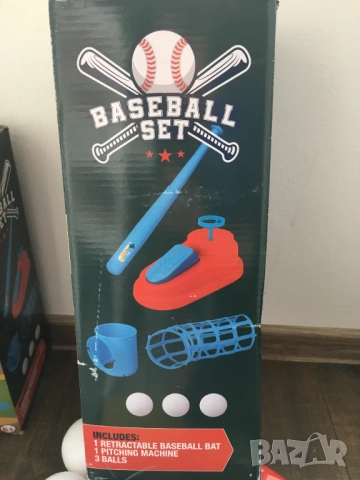 BASEBALL
SET
INCLUDES:
1 RETRACTABLE BASEBALL BAT
1 PITCHING MACHINE
3 BALLS
BAZAR